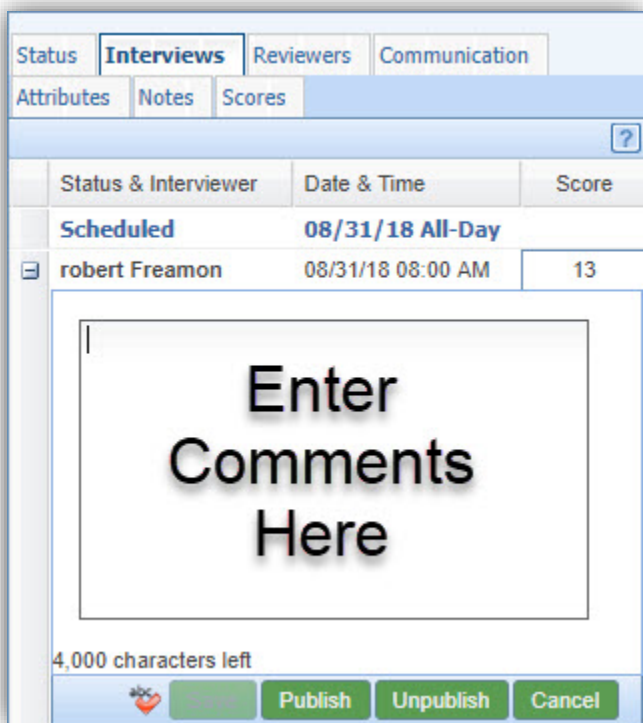 Status Interviews Reviewers Communication
Attributes Notes Scores
?
Status & Interviewer Date & Time Score
Scheduled 08/31/18 All-Day
robert Freamon 08/31/18 08:00 AM 13
Enter
Comments
Here
4,000 characters left
abc Publish Unpublish Cancel